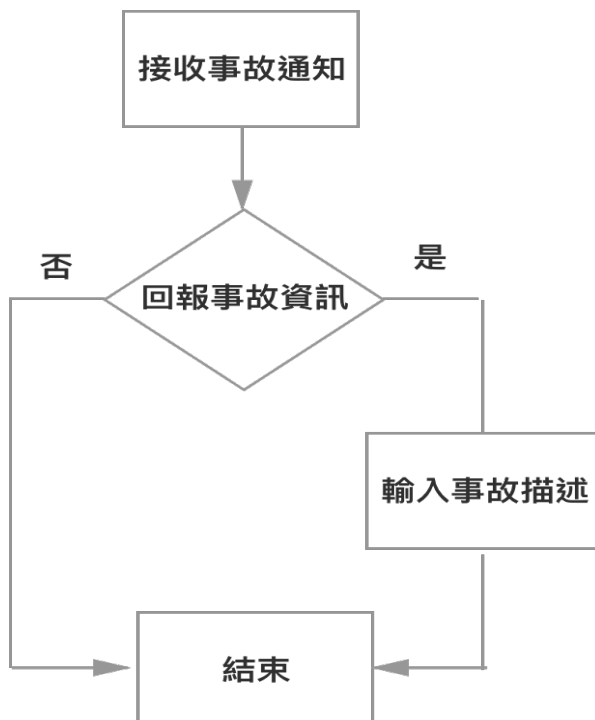 接收事故通知
否
是
回報事故資訊
輸入事故描述
結束